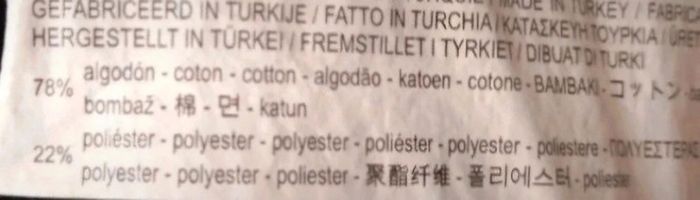 GEFABRICEERD IN TURKIJE / FATTO IN TURCHIA / ΚΑΤΑΣΚΕΥΗ ΤΟΥΡΚΙΑ /
HERGESTELLT IN TÜRKEI / FREMSTILLET I TYRKIET / DIBUAT DI TURKI
78% algodón - coton - cotton - algodão - katoen - cotone - ΒΑΜΒΑΚΙ - コットン -
bombaž - 棉 - 면 - katun
22% poliéster - polyester - polyester - poliéster - polyester - poliestere - ΠΟΛΥΕΣΤΕΡΑΣ
polyester - polyester - poliester - 聚酯纤维 - 폴리에스터 - poliester